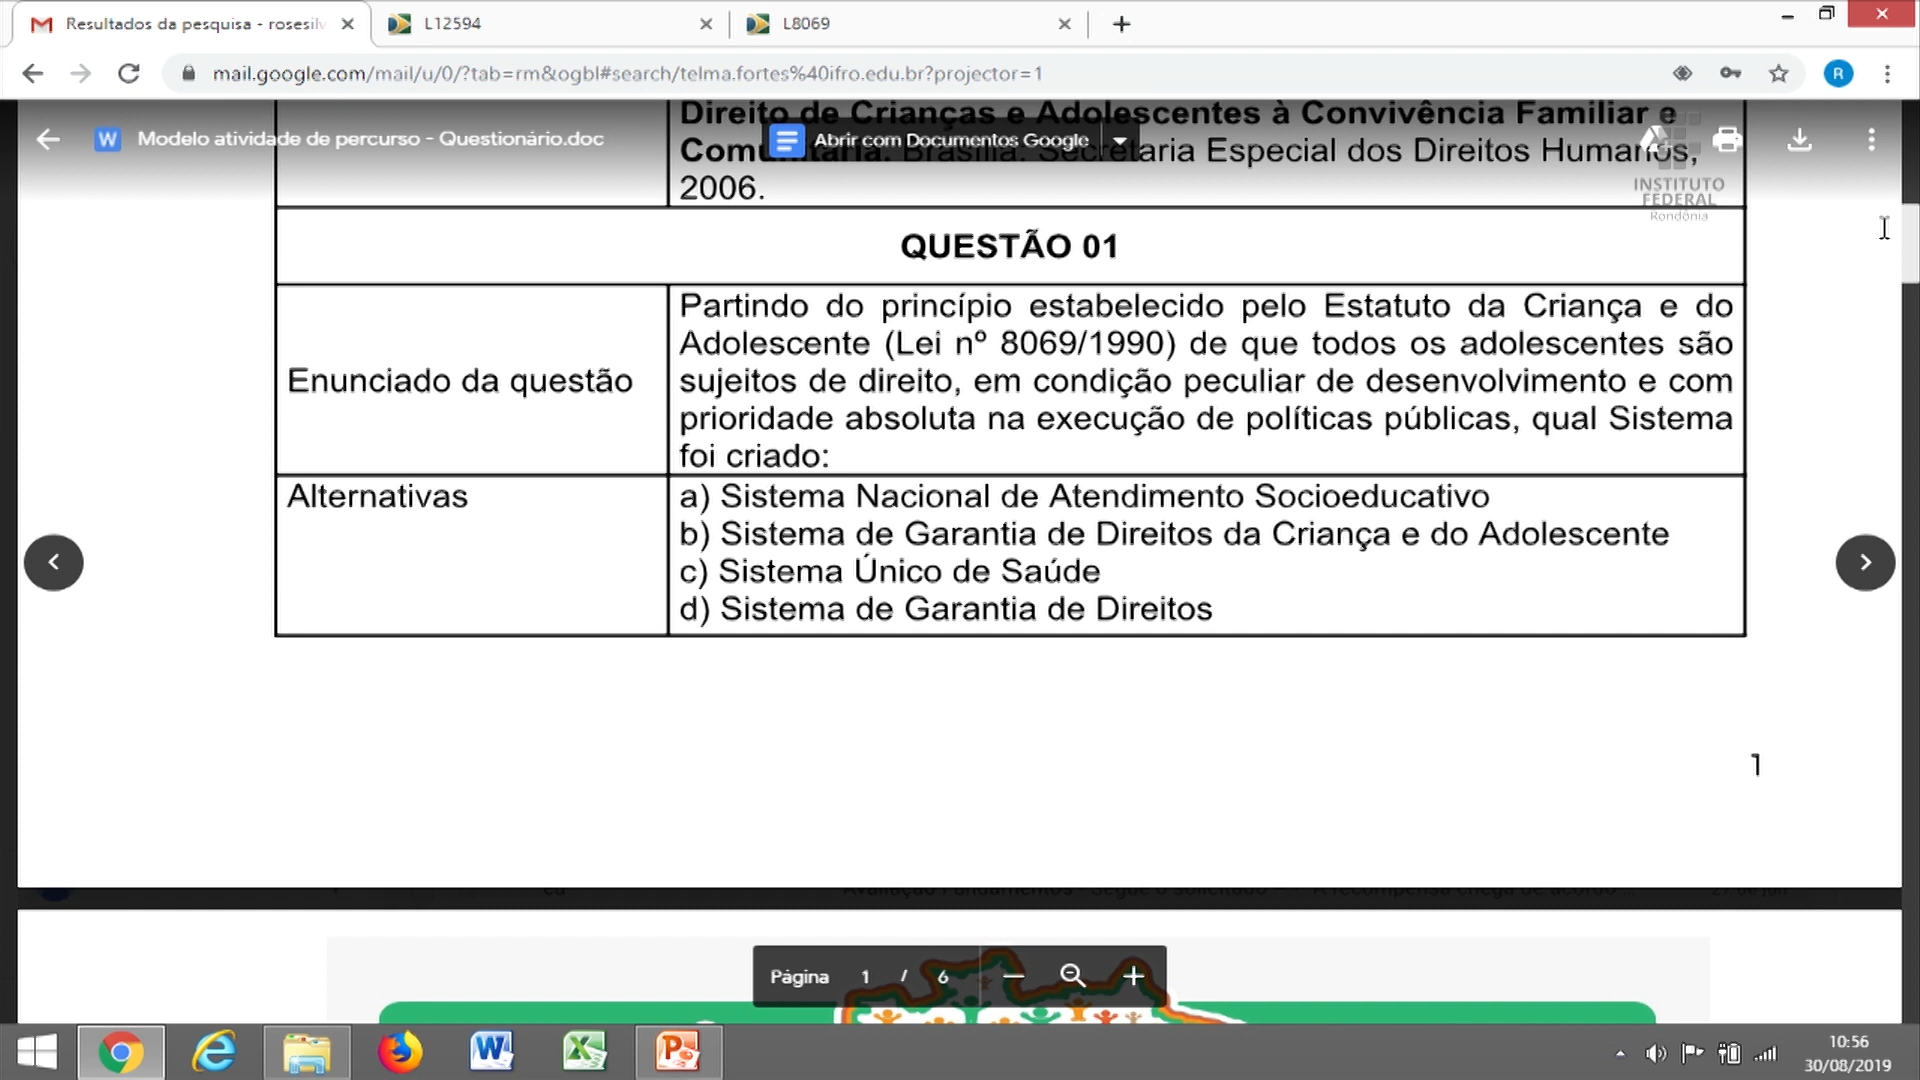 Resultados da pesquisa - rosesilv
L12594
L8069
mail.google.com/mail/u/0/?tab=rm&ogbl#search/telma.fortes%40ifro.edu.br?projector=1
R
Direito de Crianças e Adolescentes à Convivência Familiar e
W Modelo atividade de percurso - Questionário.doc
Abrir com Documentos Google
Comunitária. Brasília: Secretaria Especial dos Direitos Humanos,
2006.
INSTITUTO
FEDERAL
Rondônia
QUESTÃO 01
Enunciado da questão
Partindo do princípio estabelecido pelo Estatuto da Criança e do
Adolescente (Lei nº 8069/1990) de que todos os adolescentes são
sujeitos de direito, em condição peculiar de desenvolvimento e com
prioridade absoluta na execução de políticas públicas, qual Sistema
foi criado:
Alternativas
a) Sistema Nacional de Atendimento Socioeducativo
b) Sistema de Garantia de Direitos da Criança e do Adolescente
c) Sistema Único de Saúde
d) Sistema de Garantia de Direitos
1
Página 1 / 6
10:56
30/08/2019